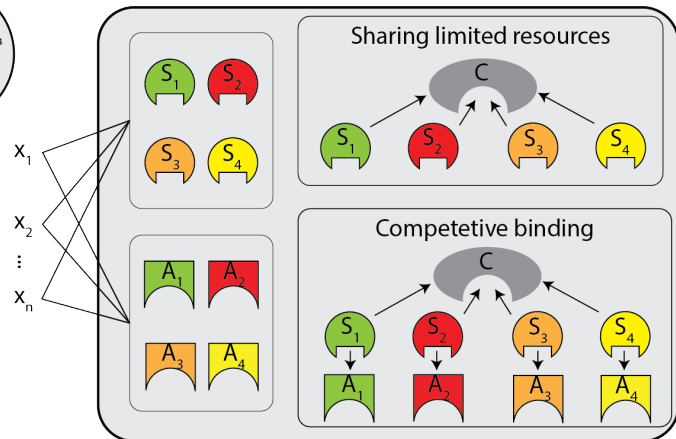 Sharing limited resources
C
S₁ S₂ S₃ S₄
S₁ S₂
S₃ S₄
x₁
x₂
⋮
xₙ
A₁ A₂
A₃ A₄
Competetive binding
C
S₁ S₂ S₃ S₄
A₁ A₂ A₃ A₄